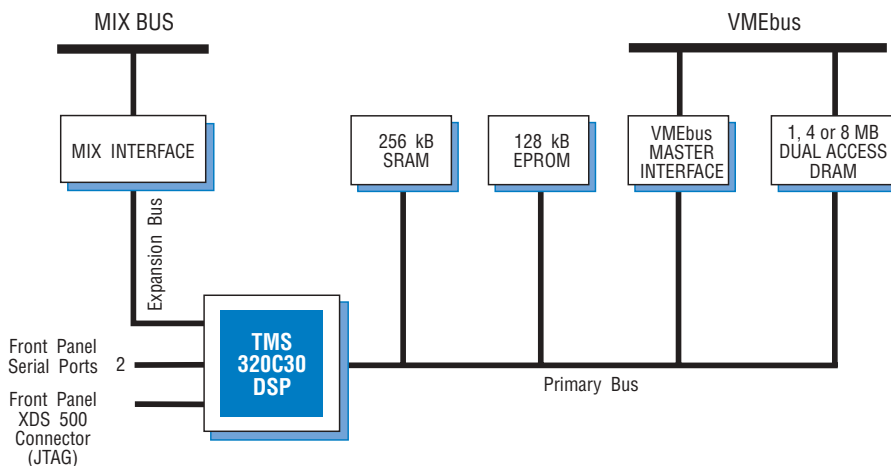 MIX BUS
VMEbus
MIX INTERFACE
256 kB
SRAM
128 kB
EPROM
VMEbus
MASTER
INTERFACE
1, 4 or 8 MB
DUAL ACCESS
DRAM
Expansion Bus
TMS
320C30
DSP
Front Panel
Serial Ports 2
Primary Bus
Front Panel
XDS 500
Connector
(JTAG)